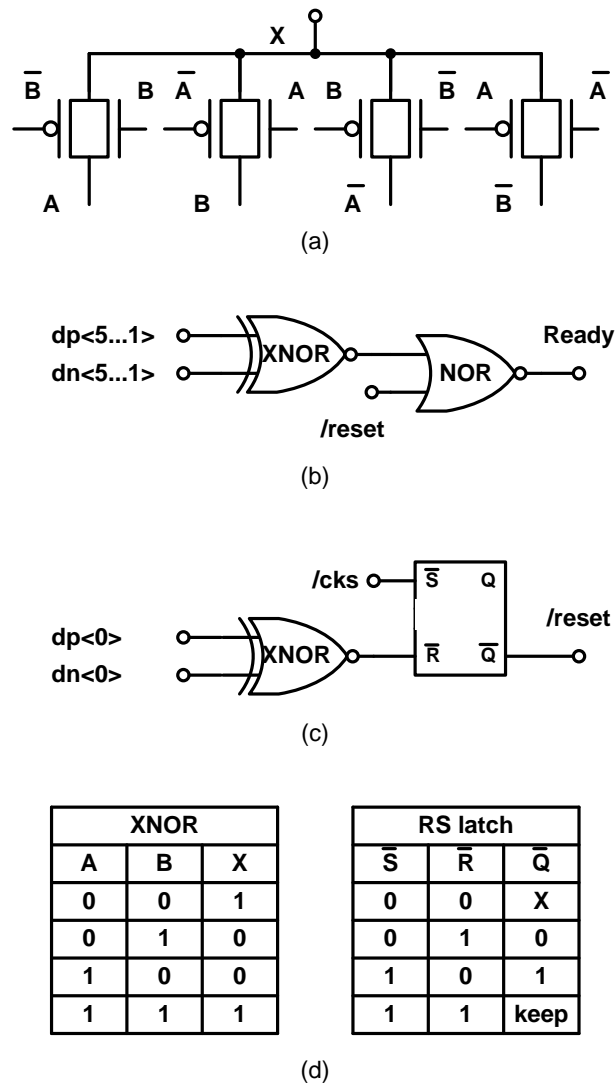 X
B̅ B A̅ A B B̅ A A̅
A B A̅ B̅
(a)
dp<5...1>
dn<5...1>
XNOR
NOR
Ready
/reset
(b)
/cks
S̅ Q
/reset
dp<0>
dn<0>
XNOR
R̅ Q̅
(c)
XNOR
A B X
0 0 1
0 1 0
1 0 0
1 1 1
RS latch
S̅ R̅ Q̅
0 0 X
0 1 0
1 0 1
1 1 keep
(d)